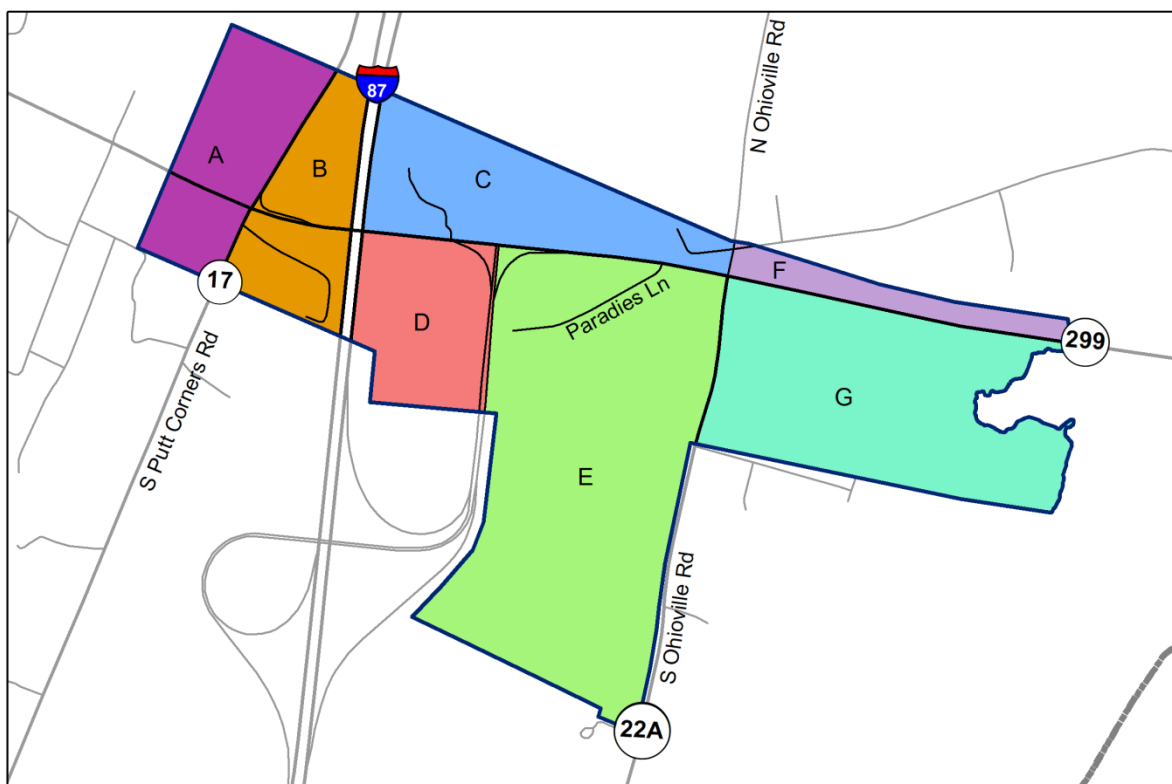 N Ohioville Rd
87
A
B
C
F
17
D
Paradies Ln
299
G
S Putt Corners Rd
E
S Ohioville Rd
22A